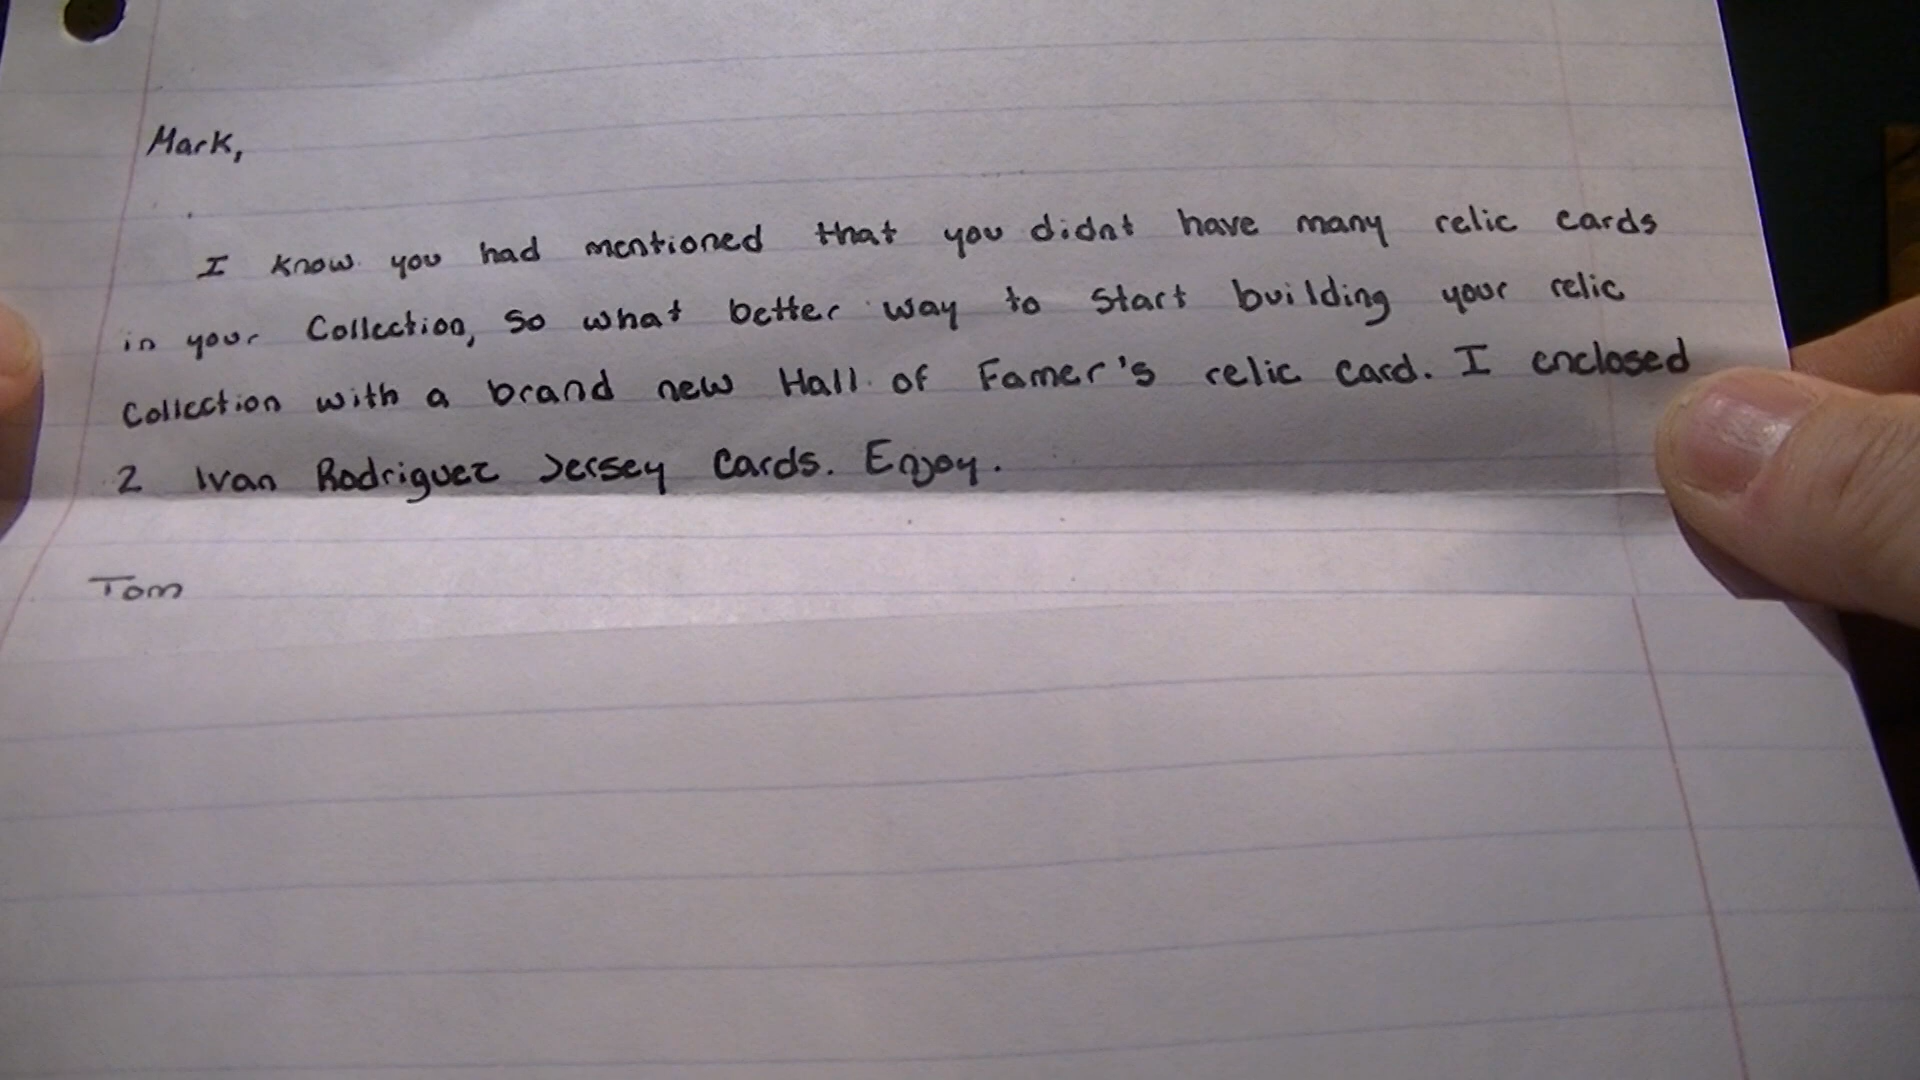 Mark,
I know you had mentioned that you didnt have many relic cards
in your Collection, so what better way to start building your relic
Collection with a brand new Hall of Famer's relic card. I enclosed
2 Ivan Rodriguez Jersey Cards. Enjoy.
Tom